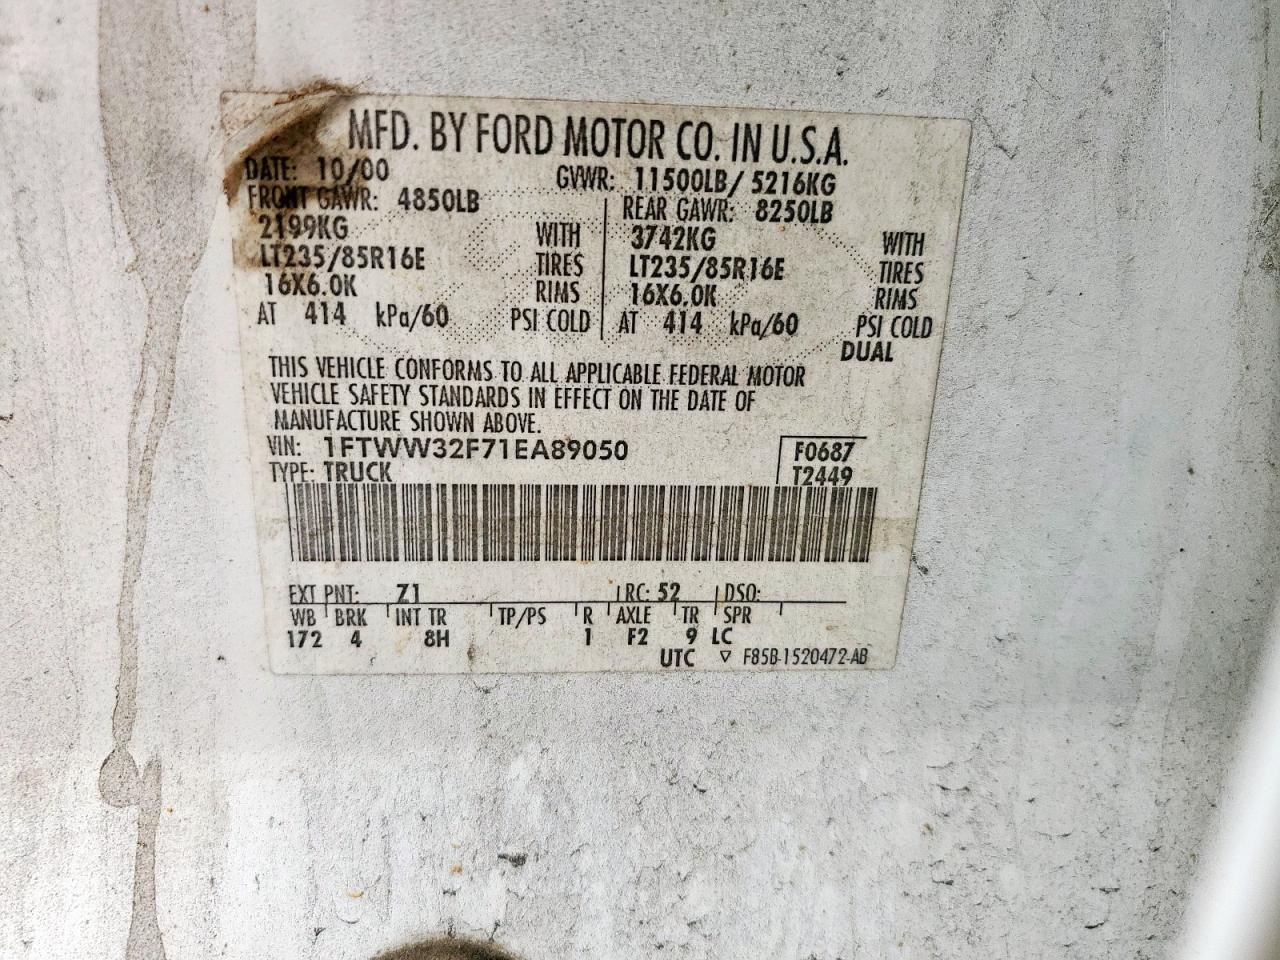 MFD. BY FORD MOTOR CO. IN U.S.A.
DATE: 10/00 GVWR: 11500LB/ 5216KG
FRONT GAWR: 4850LB REAR GAWR: 8250LB
2199KG WITH 3742KG WITH
LT235/85R16E TIRES LT235/85R16E TIRES
16X6.0K RIMS 16X6.0K RIMS
AT 414 kPa/60 PSI COLD AT 414 kPa/60 PSI COLD
DUAL
THIS VEHICLE CONFORMS TO ALL APPLICABLE FEDERAL MOTOR
VEHICLE SAFETY STANDARDS IN EFFECT ON THE DATE OF
MANUFACTURE SHOWN ABOVE.
VIN: 1FTWW32F71EA89050 F0687
TYPE: TRUCK T2449
EXT PNT: Z1 RC: 52 DSO:
WB BRK INT TR TP/PS R AXLE TR SPR
172 4 8H 1 F2 9 LC
UTC ▽ F85B-1520472-AB